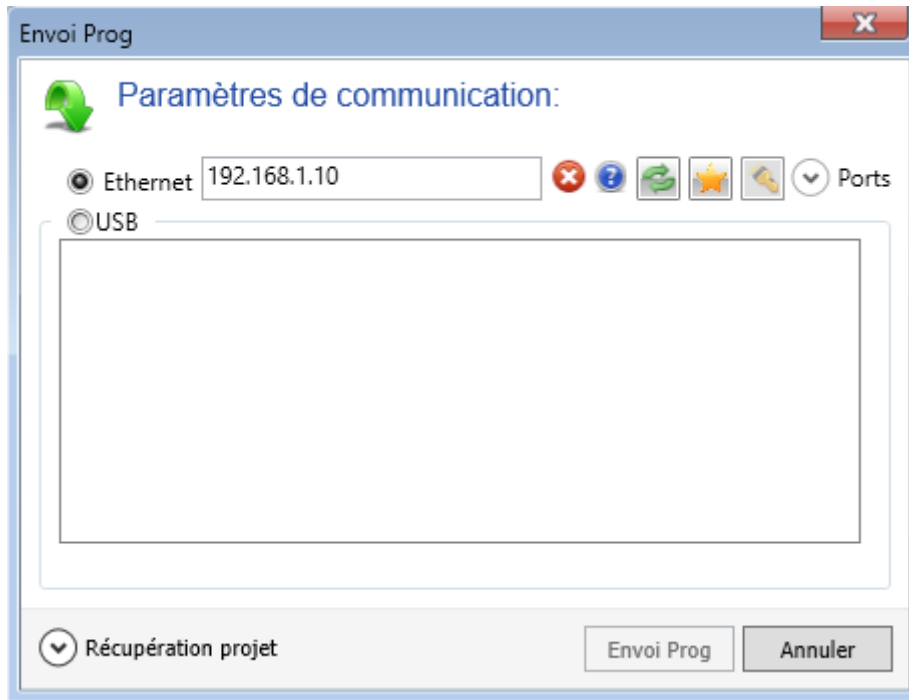 Envoi Prog
Paramètres de communication:
Ethernet 192.168.1.10 Ports
USB
Récupération projet Envoi Prog Annuler